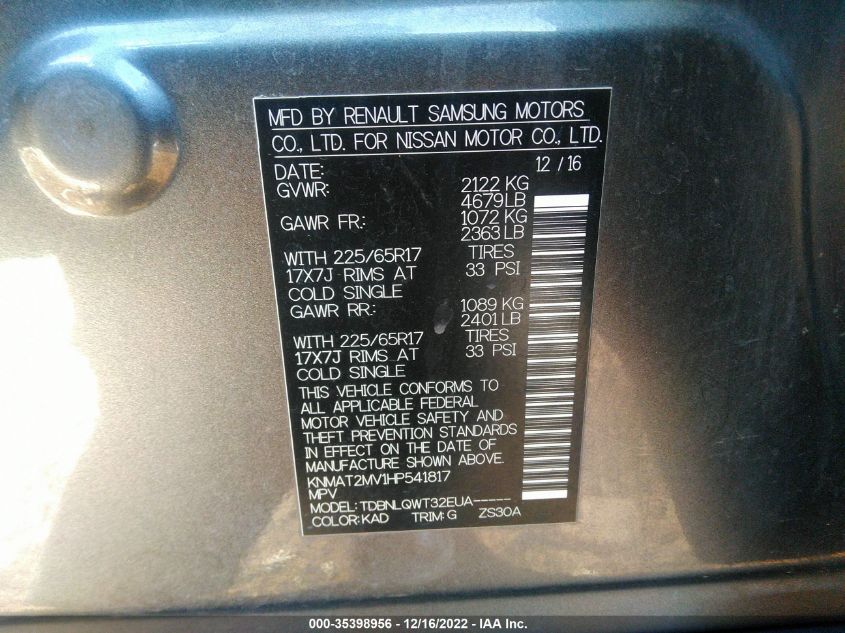 MFD BY RENAULT SAMSUNG MOTORS
CO., LTD. FOR NISSAN MOTOR CO., LTD.
DATE: 12 / 16
GVWR: 2122 KG
4679LB
GAWR FR.: 1072 KG
2363 LB
WITH 225/65R17 TIRES
17X7J RIMS AT 33 PSI
COLD SINGLE
GAWR RR.: 1089 KG
2401LB
WITH 225/65R17 TIRES
17X7J RIMS AT 33 PSI
COLD SINGLE
THIS VEHICLE CONFORMS TO
ALL APPLICABLE FEDERAL
MOTOR VEHICLE SAFETY AND
THEFT PREVENTION STANDARDS
IN EFFECT ON THE DATE OF
MANUFACTURE SHOWN ABOVE.
KNMAT2MV1HP541817
MPV
MODEL: TDBNLQWT32EUA-----
COLOR: KAD TRIM: G ZS30A
000-35398956 - 12/16/2022 - IAA Inc.